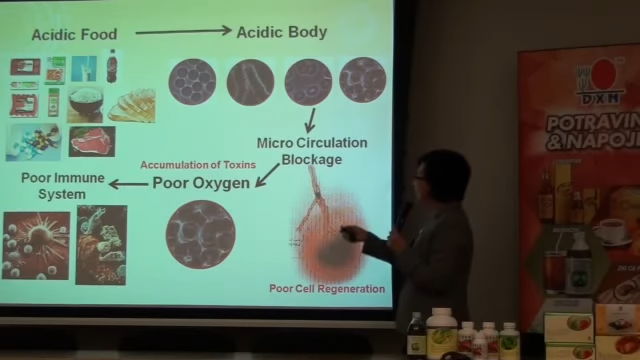 Acidic Food
Acidic Body
Micro Circulation
Blockage
Accumulation of Toxins
Poor Oxygen
Poor Immune
System
Poor Cell Regeneration
DXN
POTRAVIN
& NAPOJE